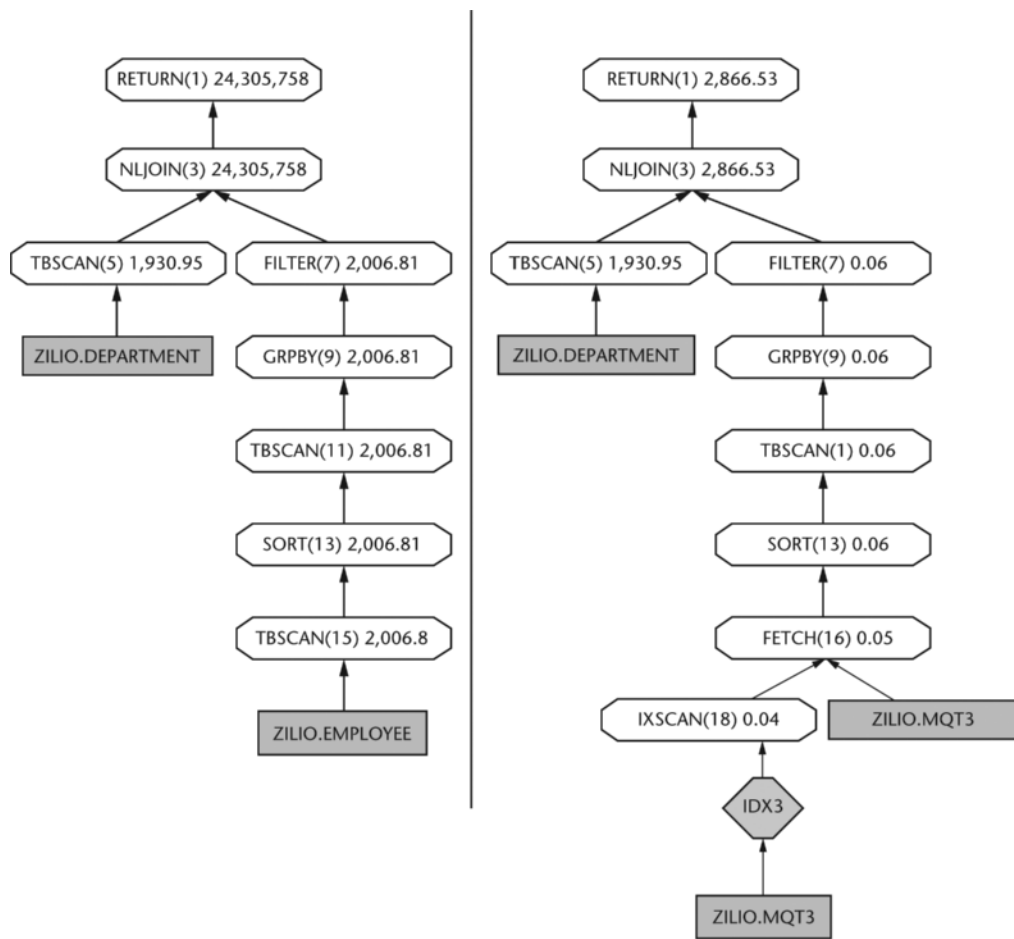 RETURN(1) 24,305,758
NLJOIN(3) 24,305,758
TBSCAN(5) 1,930.95
FILTER(7) 2,006.81
ZILIO.DEPARTMENT
GRPBY(9) 2,006.81
TBSCAN(11) 2,006.81
SORT(13) 2,006.81
TBSCAN(15) 2,006.8
ZILIO.EMPLOYEE
RETURN(1) 2,866.53
NLJOIN(3) 2,866.53
TBSCAN(5) 1,930.95
FILTER(7) 0.06
ZILIO.DEPARTMENT
GRPBY(9) 0.06
TBSCAN(1) 0.06
SORT(13) 0.06
FETCH(16) 0.05
IXSCAN(18) 0.04
ZILIO.MQT3
IDX3
ZILIO.MQT3